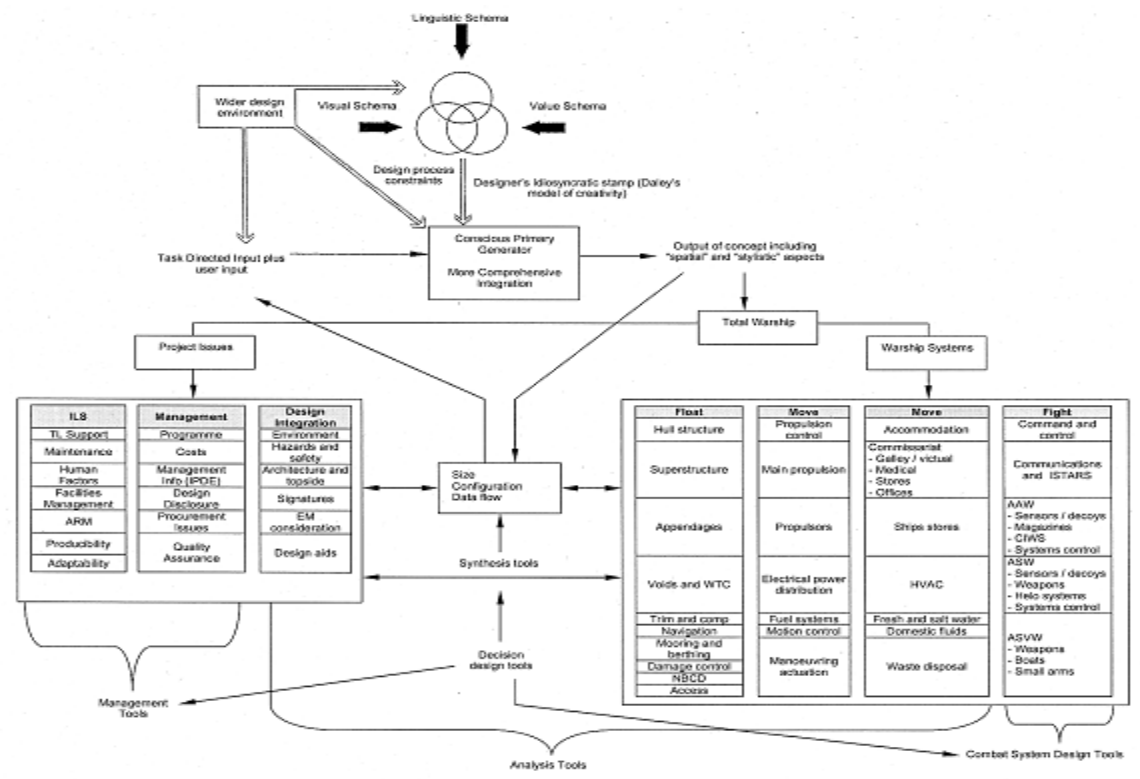 Linguistic Schema
Wider design
environment
Visual Schema
Value Schema
Design process
constraints
Designer's Idiosyncratic stamp (Daley's
model of creativity)
Task Directed Input plus
user input
Conscious Primary
Generator
More Comprehensive
Integration
Output of concept including
"spatial" and "stylistic" aspects
Total Warship
Project Issues
Warship Systems
ILS
TL Support
Maintenance
Human
Factors
Facilities
Management
ARM
Producibility
Adaptability
Management
Programme
Costs
Management
Info (IPDE)
Design
Disclosure
Procurement
Issues
Quality
Assurance
Design
Integration
Environment
Hazards and
safety
Architecture and
topside
Signatures
EM
consideration
Design aids
Size
Configuration
Data flow
Synthesis tools
Decision
design tools
Float
Hull structure
Superstructure
Appendages
Voids and WTC
Trim and comp
Navigation
Mooring and
berthing
Damage control
NBCD
Access
Move
Propulsion
control
Main propulsion
Propulsors
Electrical power
distribution
Fuel systems
Motion control
Manoeuvring
actuation
Move
Accommodation
Commissariat
- Galley / victual
- Medical
- Stores
- Offices
Ships stores
HVAC
Fresh and salt water
Domestic fluids
Waste disposal
Fight
Command and
control
Communications
and ISTARS
AAW
- Sensors / decoys
- Magazines
- CIWS
- Systems control
ASW
- Sensors / decoys
- Weapons
- Helo systems
- Systems control
ASVW
- Weapons
- Boats
- Small arms
Management
Tools
Analysis Tools
Combat System Design Tools